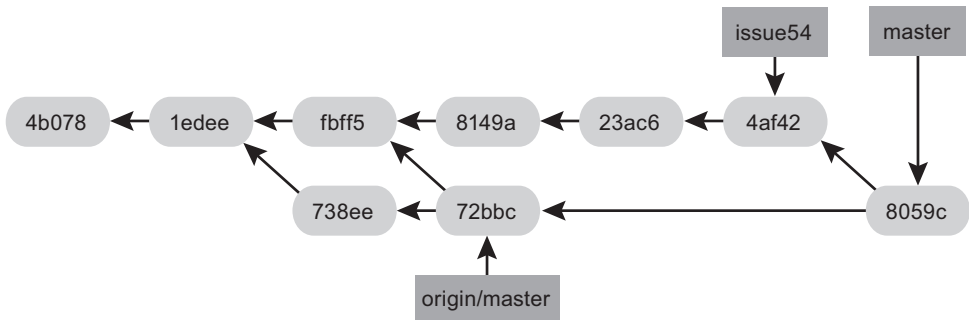 issue54
master
4b078
1edee
fbff5
8149a
23ac6
4af42
738ee
72bbc
8059c
origin/master